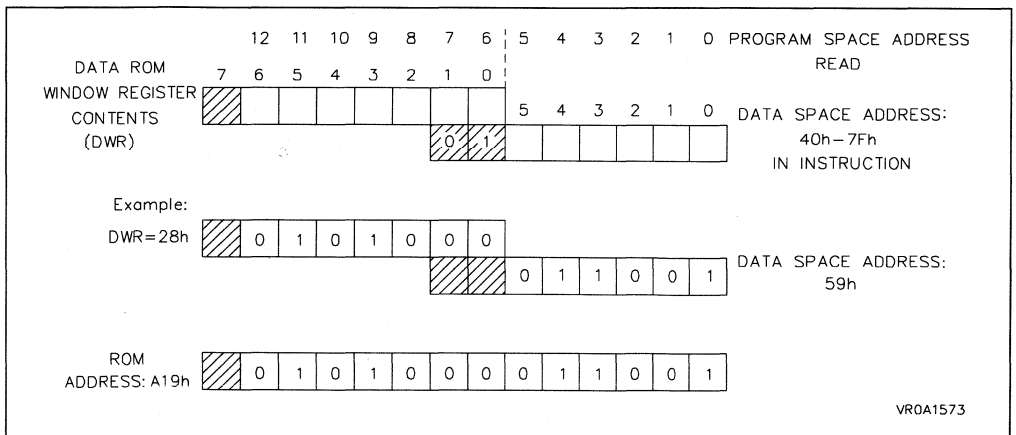 12 11 10 9 8 7 6 5 4 3 2 1 0 PROGRAM SPACE ADDRESS
READ
DATA ROM
WINDOW REGISTER
CONTENTS
(DWR)
7 6 5 4 3 2 1 0
5 4 3 2 1 0
DATA SPACE ADDRESS:
40h-7Fh
IN INSTRUCTION
0 1
Example:
DWR=28h
0 1 0 1 0 0 0
0 1 1 0 0 1
DATA SPACE ADDRESS:
59h
ROM
ADDRESS: A19h
0 1 0 1 0 0 0 0 1 1 0 0 1
VR0A1573